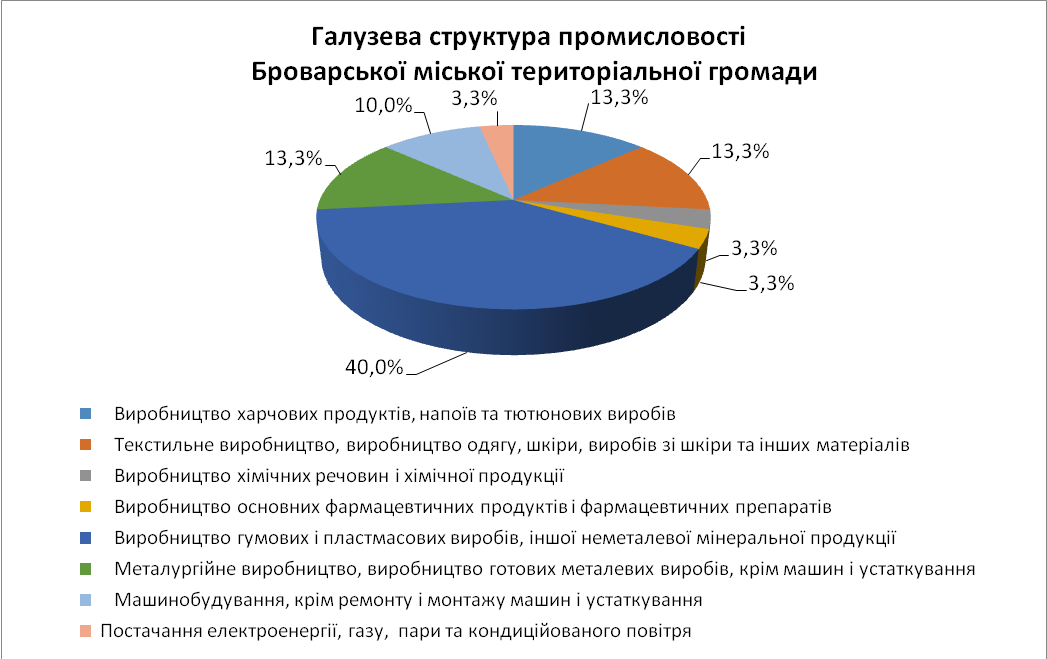 Галузева структура промисловості
Броварської міської територіальної громади
3,3%
13,3%
10,0%
13,3%
13,3%
3,3%
3,3%
40,0%
Виробництво харчових продуктів, напоїв та тютюнових виробів
Текстильне виробництво, виробництво одягу, шкіри, виробів зі шкіри та інших матеріалів
Виробництво хімічних речовин і хімічної продукції
Виробництво основних фармацевтичних продуктів і фармацевтичних препаратів
Виробництво гумових і пластмасових виробів, іншої неметалевої мінеральної продукції
Металургійне виробництво, виробництво готових металевих виробів, крім машин і устаткування
Машинобудування, крім ремонту і монтажу машин і устаткування
Постачання електроенергії, газу, пари та кондиційованого повітря